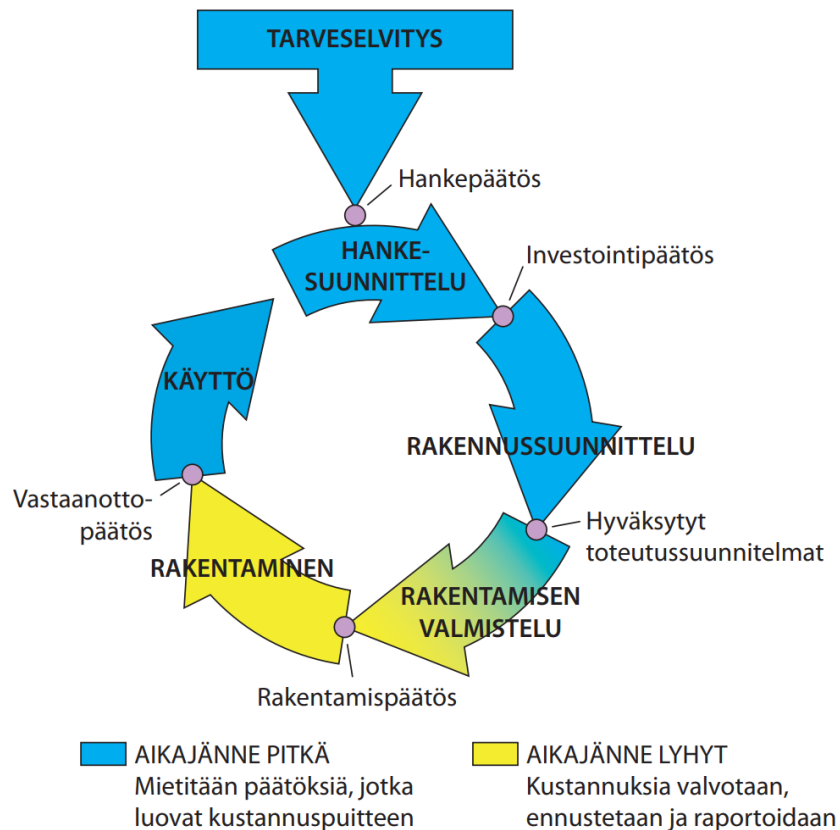 TARVESELVITYS
Hankepäätös
HANKE-
SUUNNITTELU
Investointipäätös
KÄYTTÖ
RAKENNUSSUUNNITTELU
Vastaanotto-
päätös
Hyväksytyt
toteutussuunnitelmat
RAKENTAMINEN
RAKENTAMISEN
VALMISTELU
Rakentamispäätös
AIKAJÄNNE PITKÄ
Mietitään päätöksiä, jotka
luovat kustannuspuitteen
AIKAJÄNNE LYHYT
Kustannuksia valvotaan,
ennustetaan ja raportoidaan